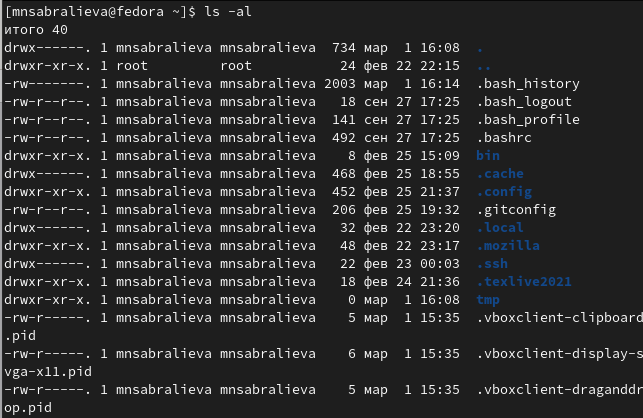 [mnsabralieva@fedora ~]$ ls -al
итого 40
drwx------. 1 mnsabralieva mnsabralieva  734 мар  1 16:08 .
drwxr-xr-x. 1 root         root           24 фев 22 22:15 ..
-rw-------. 1 mnsabralieva mnsabralieva 2003 мар  1 16:14 .bash_history
-rw-r--r--. 1 mnsabralieva mnsabralieva   18 сен 27 17:25 .bash_logout
-rw-r--r--. 1 mnsabralieva mnsabralieva  141 сен 27 17:25 .bash_profile
-rw-r--r--. 1 mnsabralieva mnsabralieva  492 сен 27 17:25 .bashrc
drwxr-xr-x. 1 mnsabralieva mnsabralieva    8 фев 25 15:09 bin
drwx------. 1 mnsabralieva mnsabralieva  468 фев 25 18:55 .cache
drwxr-xr-x. 1 mnsabralieva mnsabralieva  452 фев 25 21:37 .config
-rw-r--r--. 1 mnsabralieva mnsabralieva  206 фев 25 19:32 .gitconfig
drwx------. 1 mnsabralieva mnsabralieva   32 фев 22 23:20 .local
drwxr-xr-x. 1 mnsabralieva mnsabralieva   48 фев 22 23:17 .mozilla
drwx------. 1 mnsabralieva mnsabralieva   22 фев 23 00:03 .ssh
drwxr-xr-x. 1 mnsabralieva mnsabralieva   18 фев 24 21:36 .texlive2021
drwxr-xr-x. 1 mnsabralieva mnsabralieva    0 мар  1 16:08 tmp
-rw-r-----. 1 mnsabralieva mnsabralieva    5 мар  1 15:35 .vboxclient-clipboard
.pid
-rw-r-----. 1 mnsabralieva mnsabralieva    6 мар  1 15:35 .vboxclient-display-s
vga-x11.pid
-rw-r-----. 1 mnsabralieva mnsabralieva    5 мар  1 15:35 .vboxclient-draganddr
op.pid